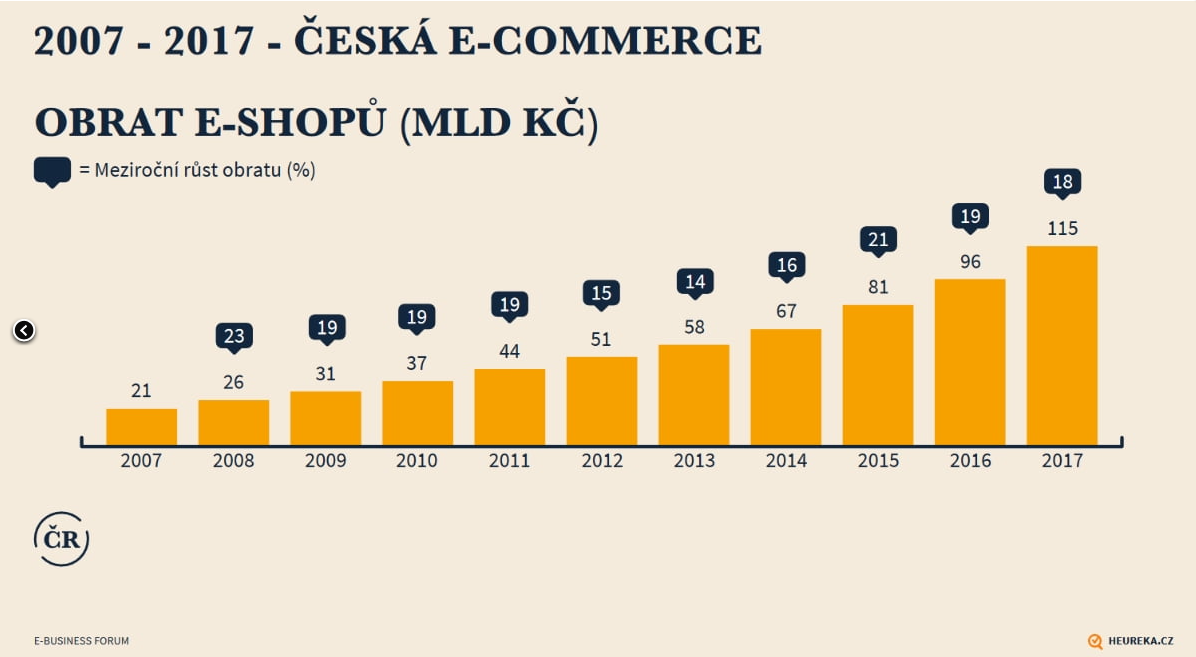 2007 - 2017 - ČESKÁ E-COMMERCE
OBRAT E-SHOPŮ (MLD KČ)
= Meziroční růst obratu (%)
23 19 19 19 15 14 16 21 19 18
21 26 31 37 44 51 58 67 81 96 115
2007 2008 2009 2010 2011 2012 2013 2014 2015 2016 2017
ČR
E-BUSINESS FORUM
HEUREKA.CZ